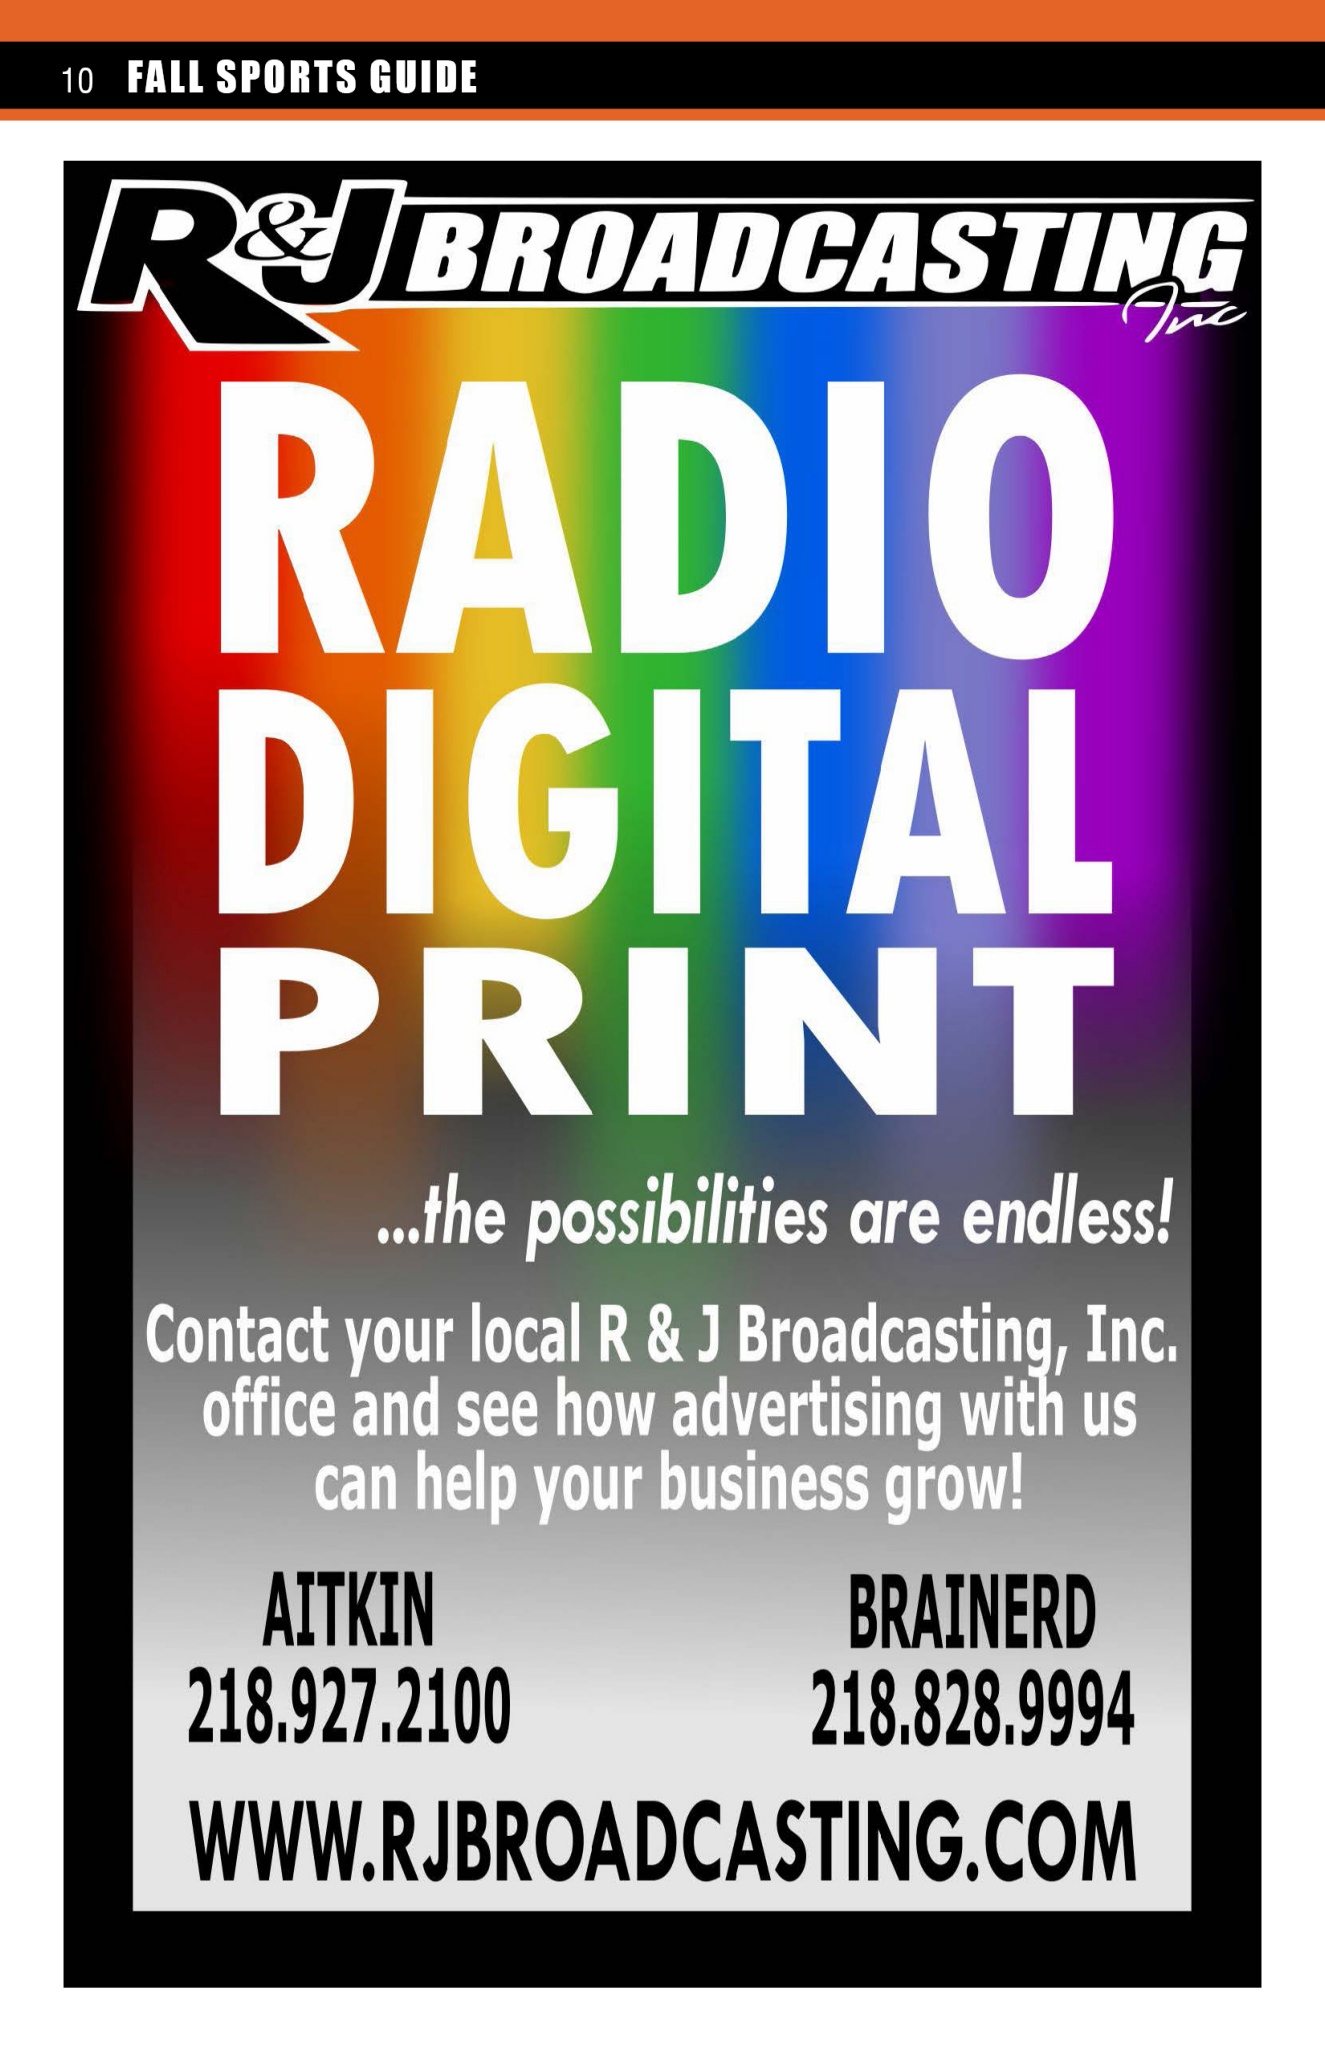 10 FALL SPORTS GUIDE
R&J BROADCASTING
Inc
RADIO
DIGITAL
PRINT
...the possibilities are endless!
Contact your local R & J Broadcasting, Inc.
office and see how advertising with us
can help your business grow!
AITKIN BRAINERD
218.927.2100 218.828.9994
WWW.RJBROADCASTING.COM